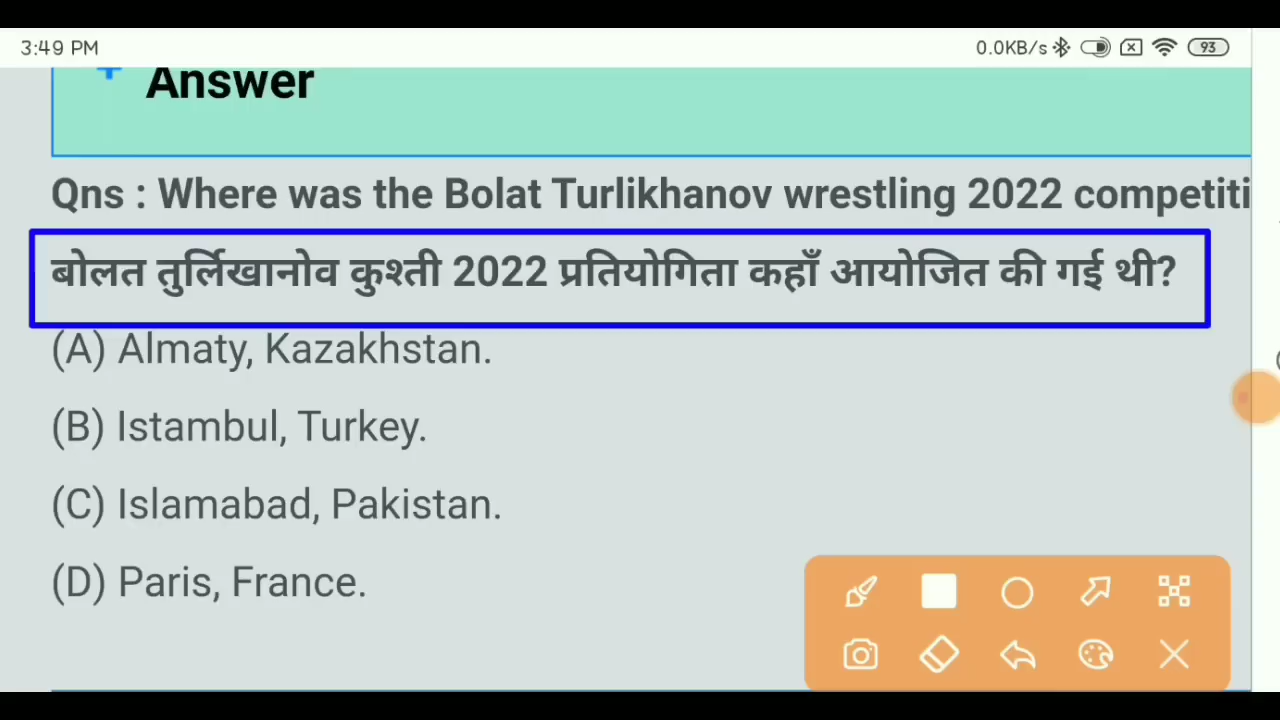 3:49 PM 0.0KB/s 93
Answer
Qns : Where was the Bolat Turlikhanov wrestling 2022 competiti
बोलत तुर्लिखानोव कुश्ती 2022 प्रतियोगिता कहाँ आयोजित की गई थी?
(A) Almaty, Kazakhstan.
(B) Istambul, Turkey.
(C) Islamabad, Pakistan.
(D) Paris, France.